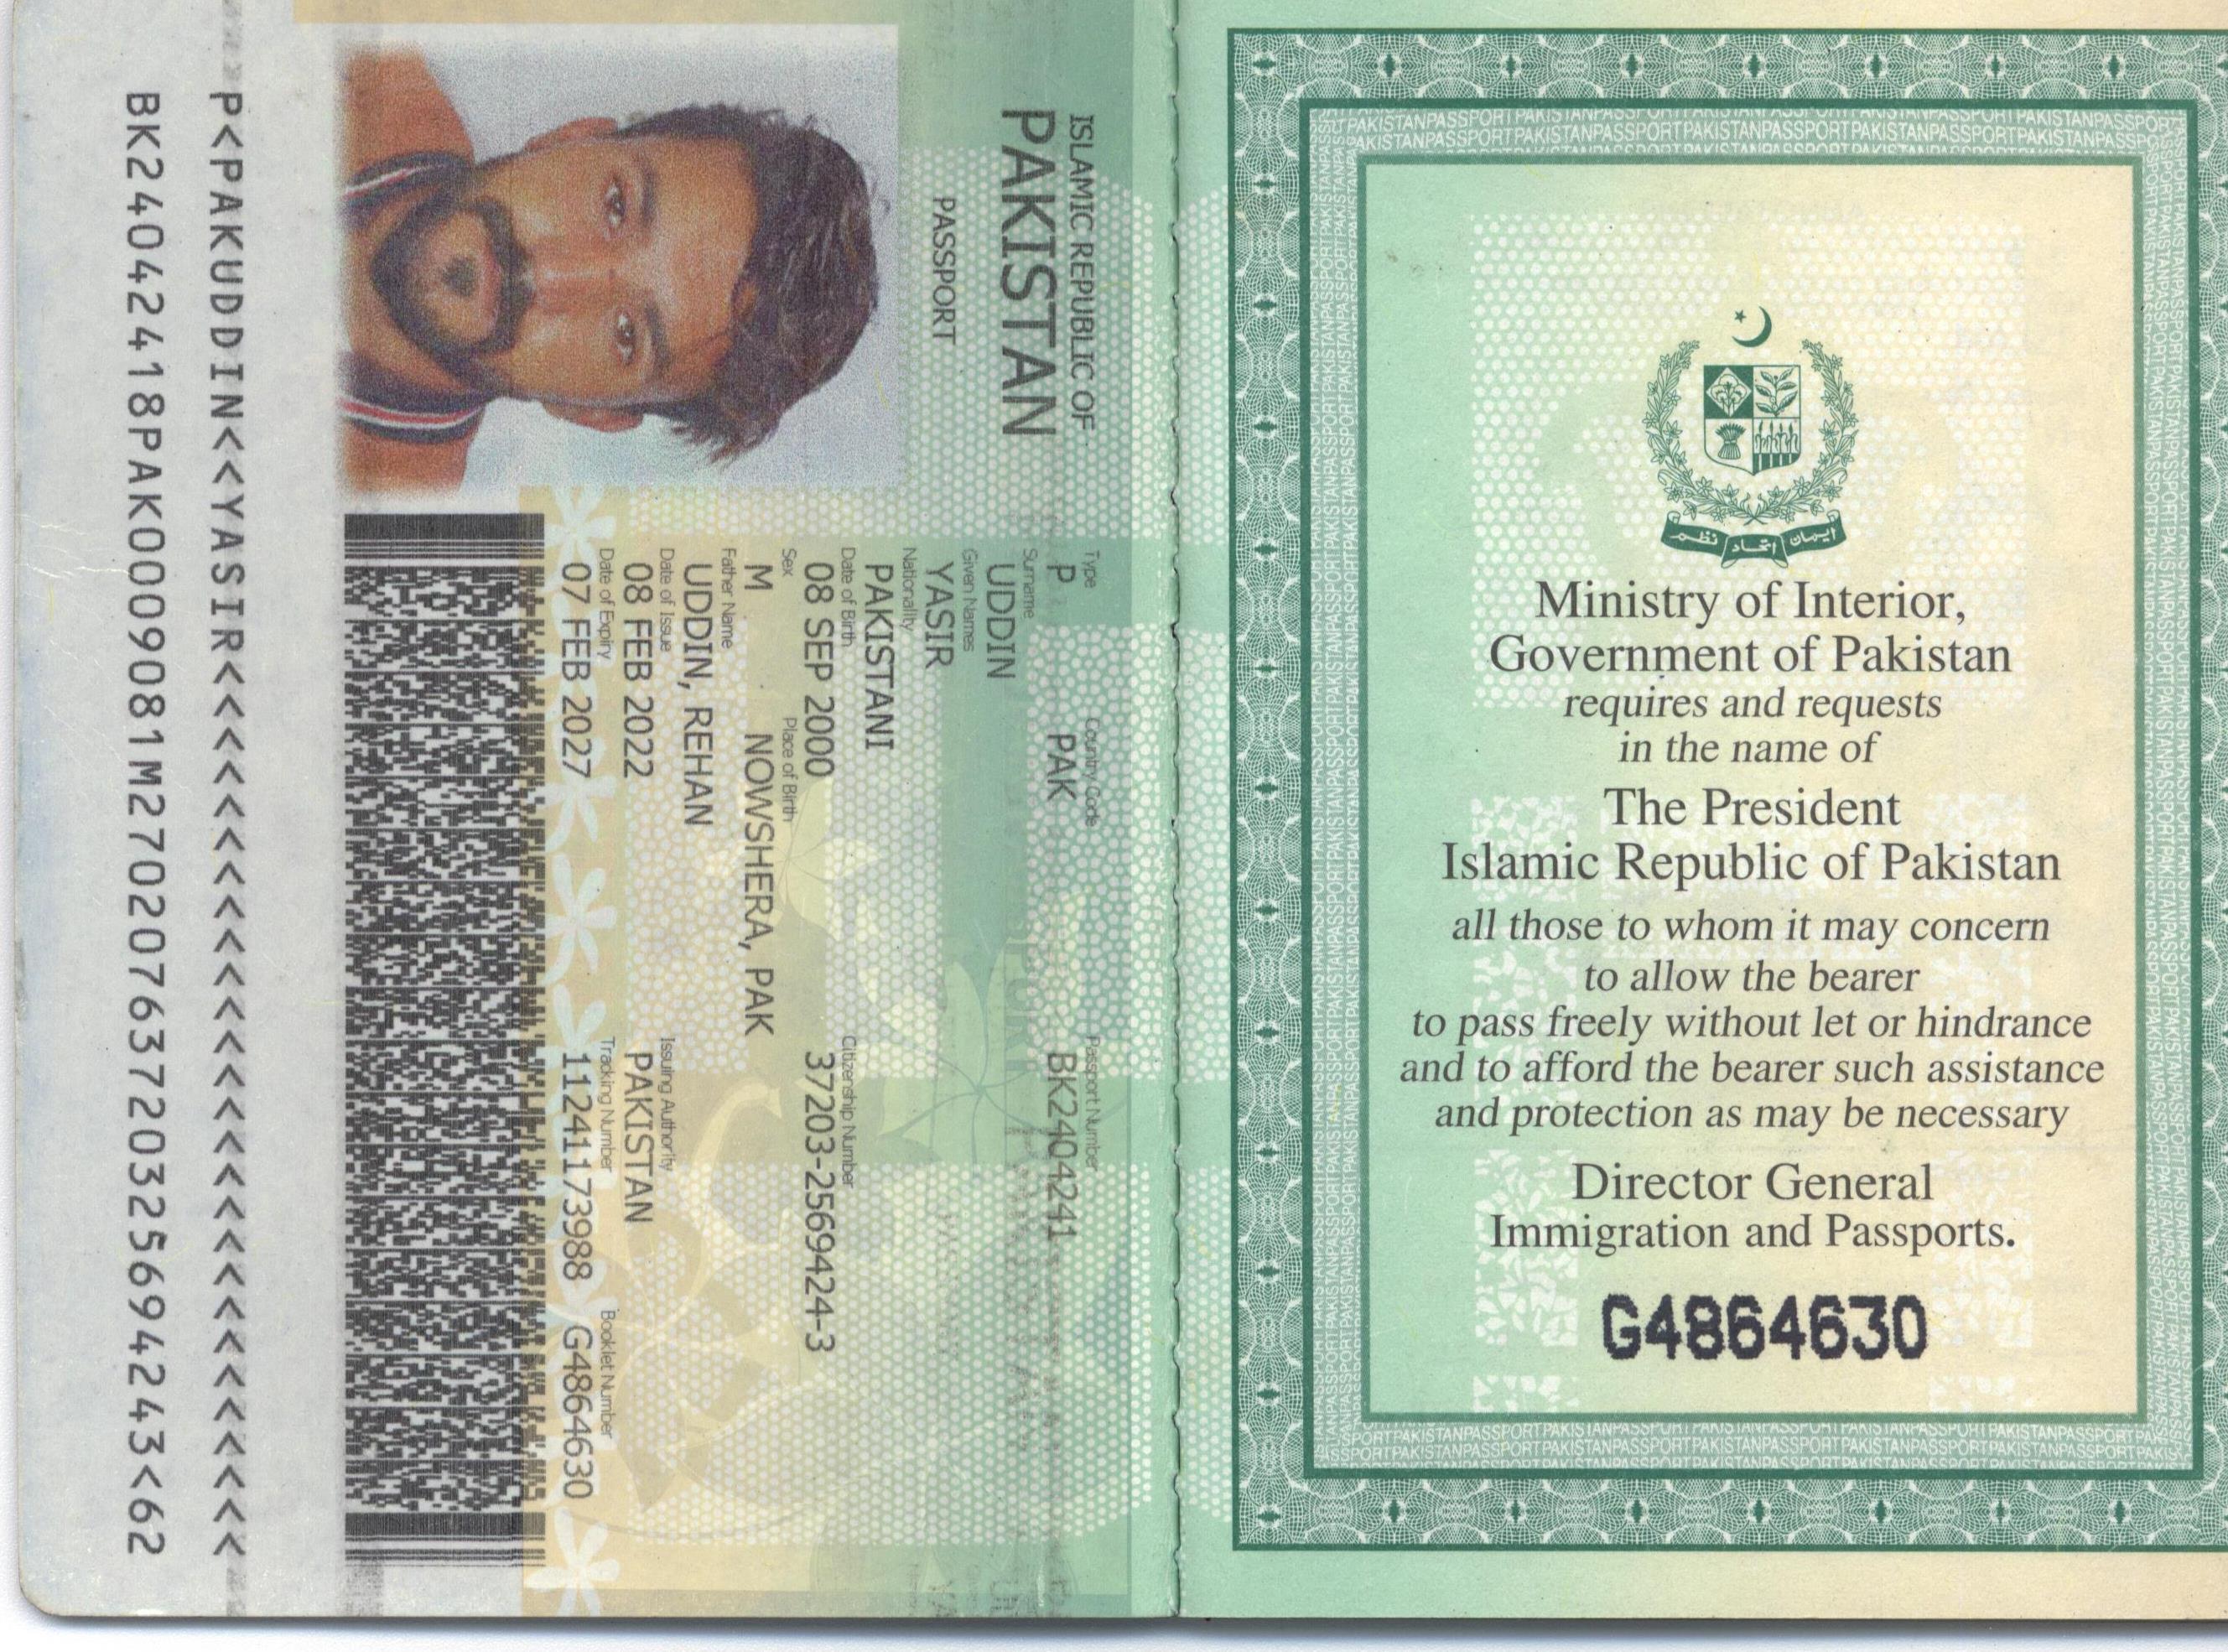 ISLAMIC REPUBLIC OF
PAKISTAN
PASSPORT
Type Country Code Passport Number
P PAK BK2404241
Surname
UDDIN
Given Names
YASIR
Nationality
PAKISTANI
Date of Birth Citizenship Number
08 SEP 2000 37203-2569424-3
Sex Place of Birth
M NOWSHERA, PAK
Father Name
UDDIN, REHAN
Date of Issue Issuing Authority
08 FEB 2022 PAKISTAN
Date of Expiry Tracking Number Booklet Number
07 FEB 2027 11241173988 G4864630
P<PAKUDDIN<<YASIR<<<<<<<<<<<<<<<<<<<<<<<<<<<
BK24042418PAK0009081M27020763720325694243<62
ایمان اتحاد نظم
Ministry of Interior,
Government of Pakistan
requires and requests
in the name of
The President
Islamic Republic of Pakistan
all those to whom it may concern
to allow the bearer
to pass freely without let or hindrance
and to afford the bearer such assistance
and protection as may be necessary
Director General
Immigration and Passports.
G4864630